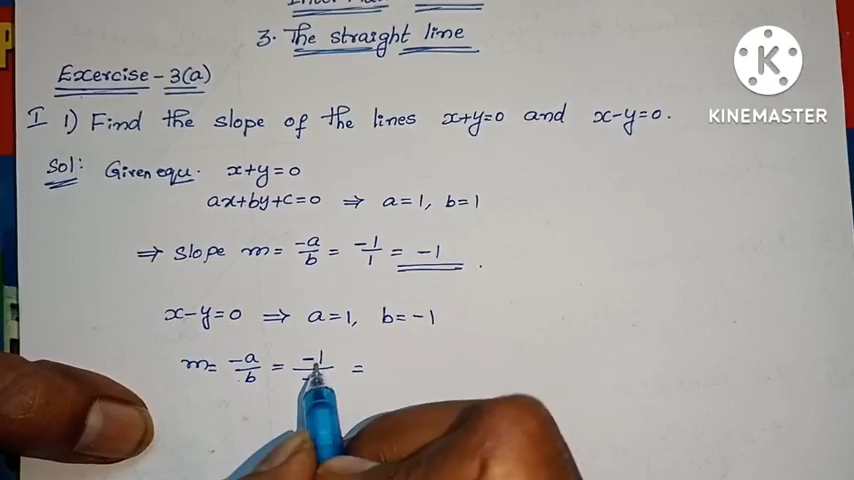 3. The straight line
Exercise - 3(a)
I 1) Find the slope of the lines x+y=0 and x-y=0.
Sol: Given equ. x+y=0
ax+by+c=0 ⇒ a=1, b=1
⇒ slope m = -a/b = -1/1 = -1.
x-y=0 ⇒ a=1, b=-1
m= -a/b = -1/ =
K
KINEMASTER